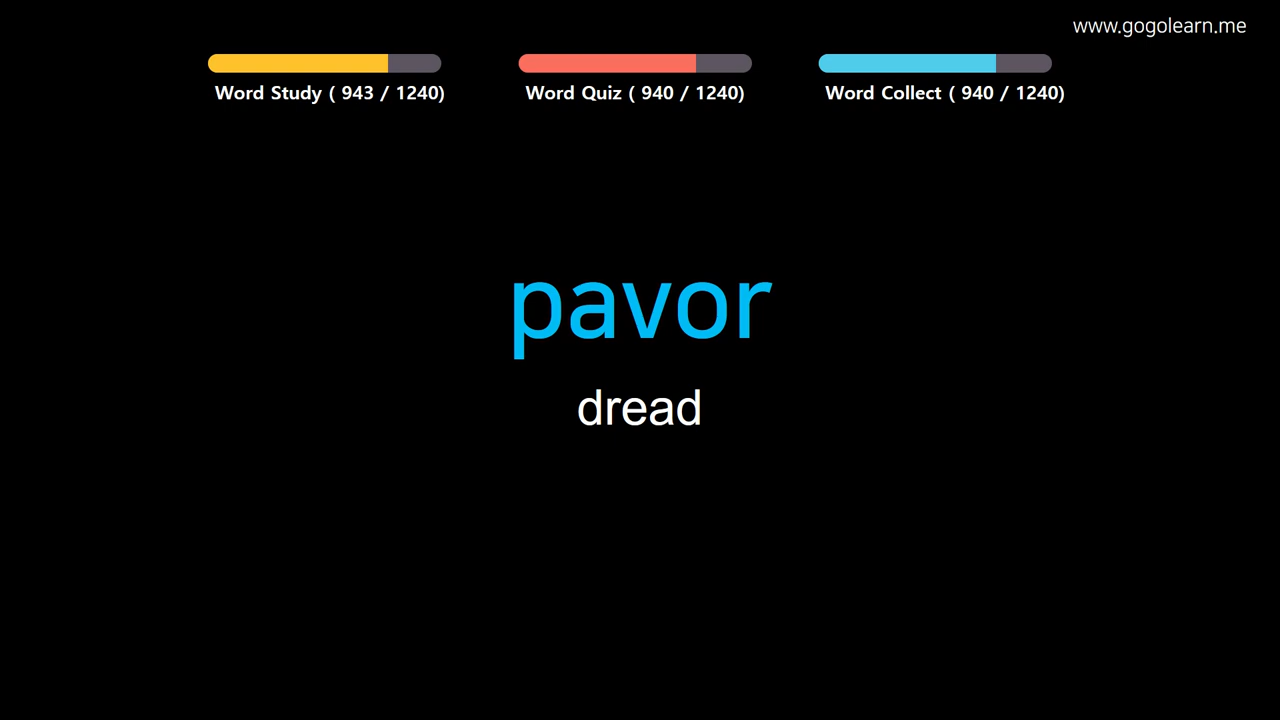 www.gogolearn.me
Word Study ( 943 / 1240)
Word Quiz ( 940 / 1240)
Word Collect ( 940 / 1240)
pavor
dread